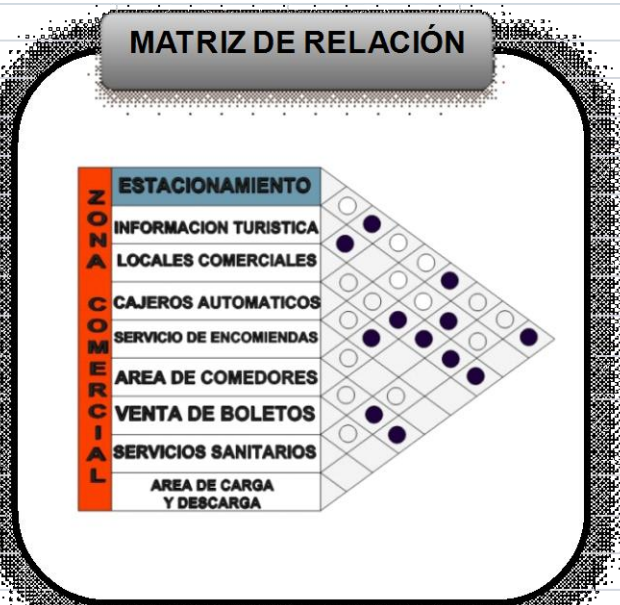 MATRIZ DE RELACIÓN
ZONA COMERCIAL
ESTACIONAMIENTO
INFORMACION TURISTICA
LOCALES COMERCIALES
CAJEROS AUTOMATICOS
SERVICIO DE ENCOMIENDAS
AREA DE COMEDORES
VENTA DE BOLETOS
SERVICIOS SANITARIOS
AREA DE CARGA
Y DESCARGA